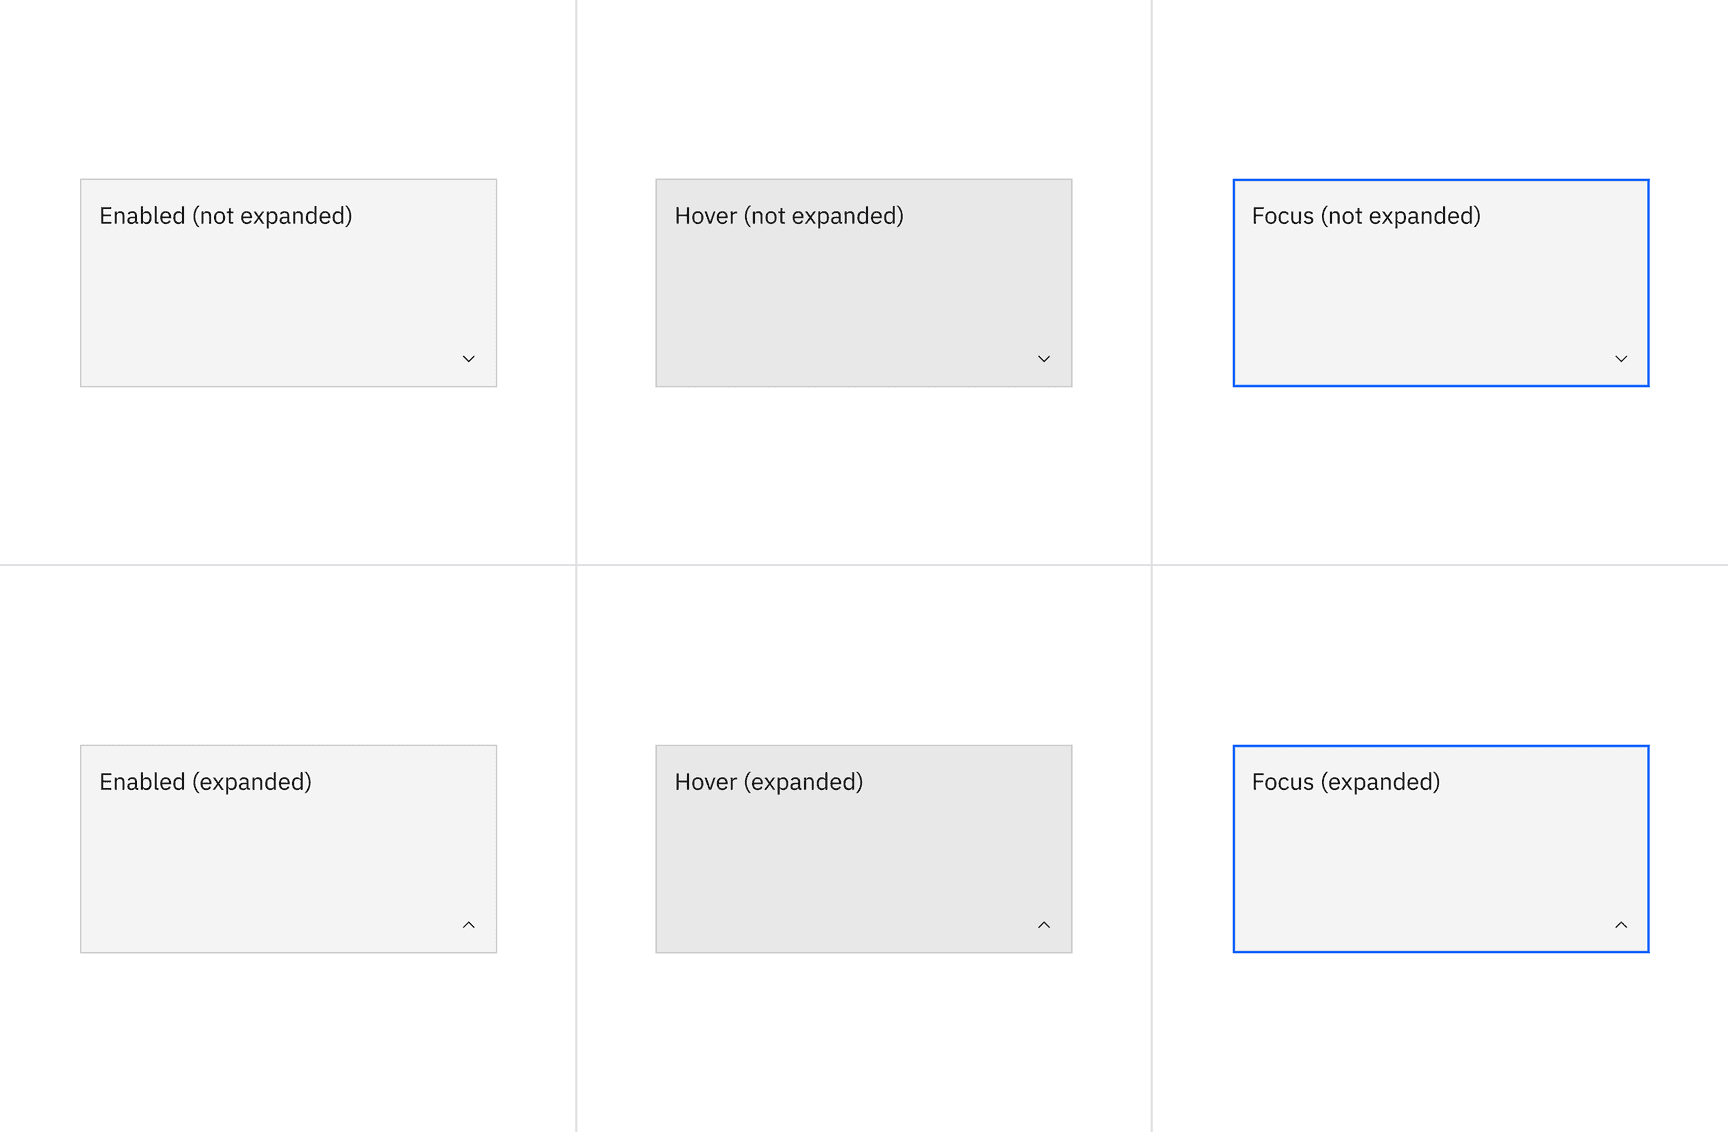 Enabled (not expanded)
Hover (not expanded)
Focus (not expanded)
Enabled (expanded)
Hover (expanded)
Focus (expanded)